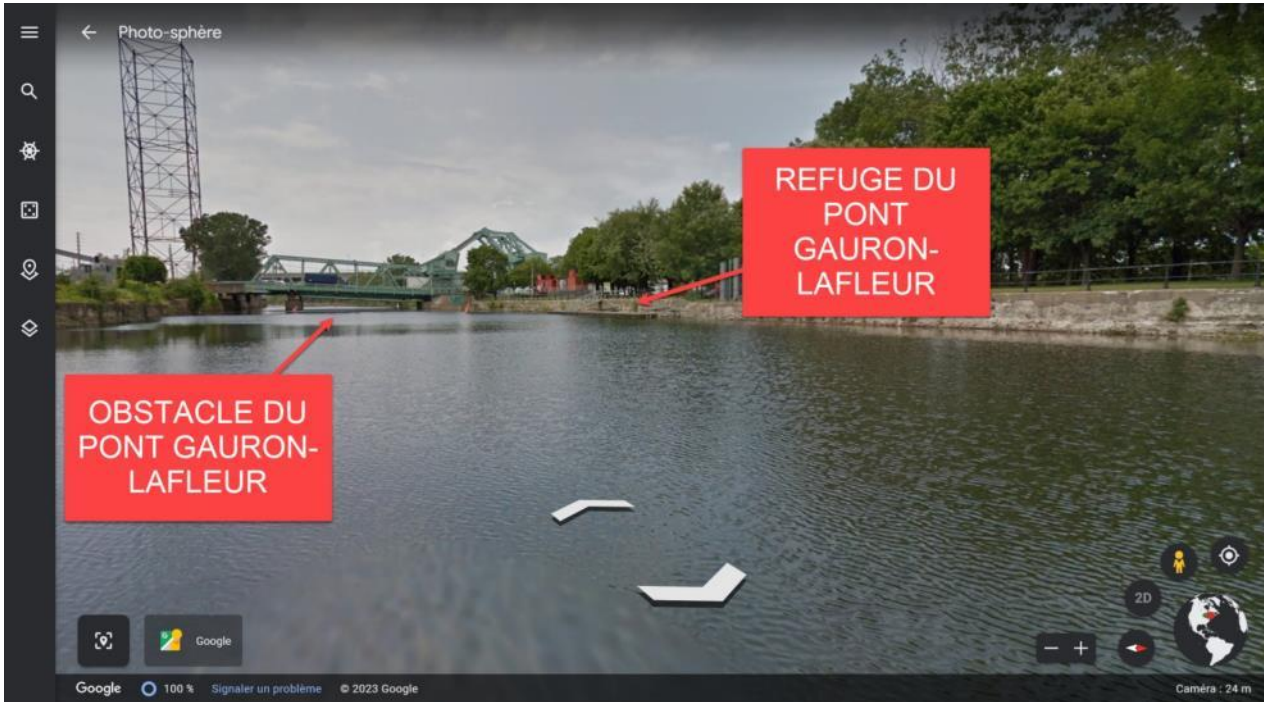 Photo-sphère
REFUGE DU
PONT
GAURON-
LAFLEUR
OBSTACLE DU
PONT GAURON-
LAFLEUR
2D
Google
Google 100 % Signaler un problème © 2023 Google
Caméra : 24 m